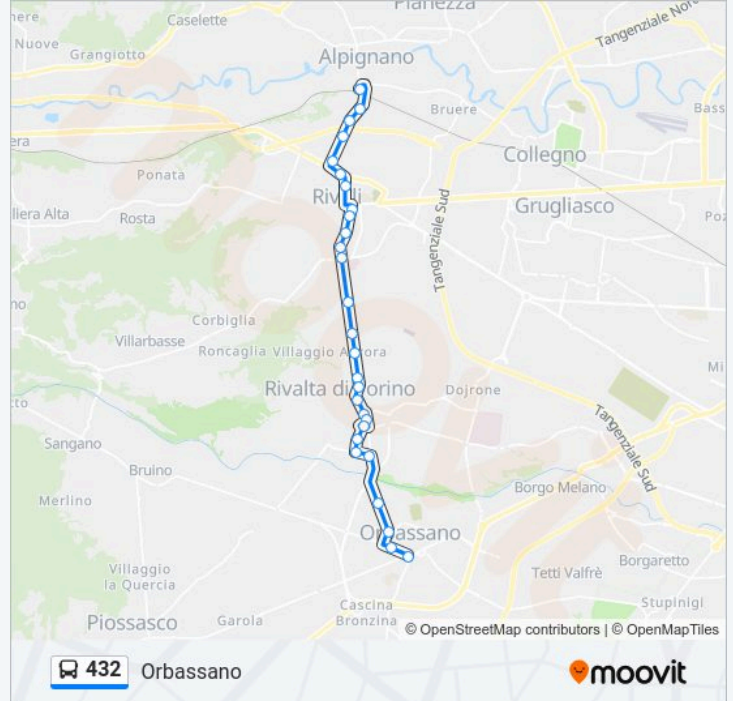 Pianezza
Caselette
Tangenziale Nord
Nuove
Grangiotto
Alpignano
Bruere
Bass
era
Collegno
Ponata
Rivoli
Tangenziale Sud
liera Alta
Rosta
Grugliasco
Poz
no
Corbiglia
Villarbasse
Roncaglia
Villaggio Aurora
Mi
Rivalta di Torino
Dojrone
to
Tangenziale Sud
Sangano
Bruino
Borgo Melano
Merlino
Orbassano
Villaggio
la Quercia
Tetti Valfrè
Borgaretto
Cascina
Bronzina
Stupinigi
Piossasco
Garola
© OpenStreetMap contributors | © OpenMapTiles
432 Orbassano
moovit